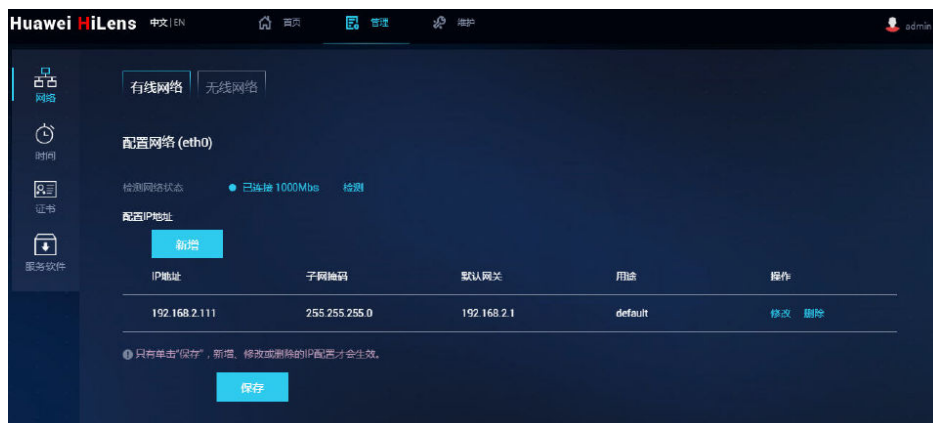 Huawei HiLens 中文|EN 首页 管理 维护 admin
网络
时间
证书
服务软件
有线网络 无线网络
配置网络 (eth0)
检测网络状态 已连接 1000Mbs 检测
配置IP地址
新增
IP地址 子网掩码 默认网关 用途 操作
192.168.2.111 255.255.255.0 192.168.2.1 default 修改 删除
只有单击“保存”，新增、修改或删除的IP配置才会生效。
保存